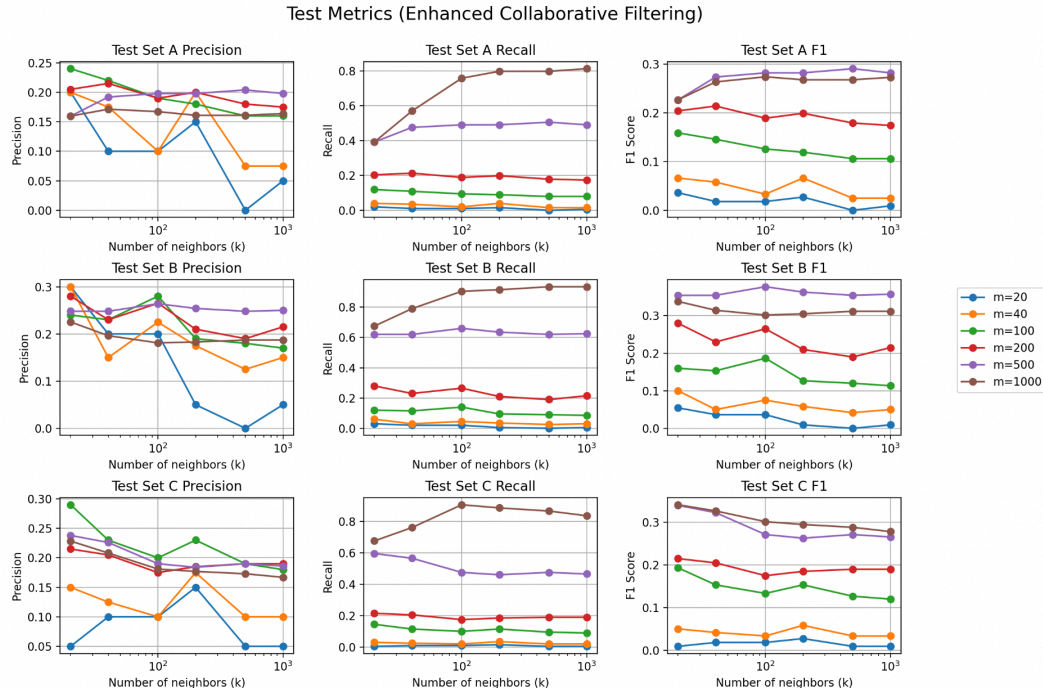 Test Metrics (Enhanced Collaborative Filtering)
Test Set A Precision
Precision
0.25
0.20
0.15
0.10
0.05
0.00
10²
10³
Number of neighbors (k)
Test Set A Recall
Recall
0.8
0.6
0.4
0.2
0.0
10²
10³
Number of neighbors (k)
Test Set A F1
F1 Score
0.3
0.2
0.1
0.0
10²
10³
Number of neighbors (k)
Test Set B Precision
Precision
0.3
0.2
0.1
0.0
10²
10³
Number of neighbors (k)
Test Set B Recall
Recall
0.8
0.6
0.4
0.2
0.0
10²
10³
Number of neighbors (k)
Test Set B F1
F1 Score
0.3
0.2
0.1
0.0
10²
10³
Number of neighbors (k)
m=20
m=40
m=100
m=200
m=500
m=1000
Test Set C Precision
Precision
0.30
0.25
0.20
0.15
0.10
0.05
10²
10³
Number of neighbors (k)
Test Set C Recall
Recall
0.8
0.6
0.4
0.2
0.0
10²
10³
Number of neighbors (k)
Test Set C F1
F1 Score
0.3
0.2
0.1
0.0
10²
10³
Number of neighbors (k)